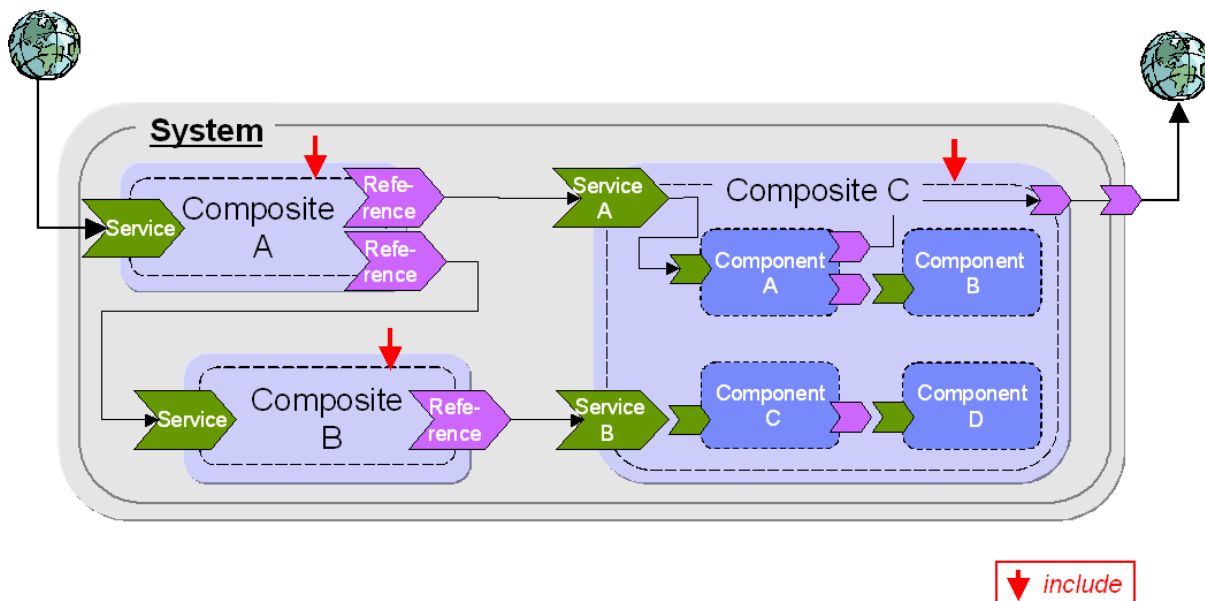 System
Service
Composite
A
Refe-
rence
Refe-
rence
Service
A
Composite C
Component
A
Component
B
Service
Composite
B
Refe-
rence
Service
B
Component
C
Component
D
include